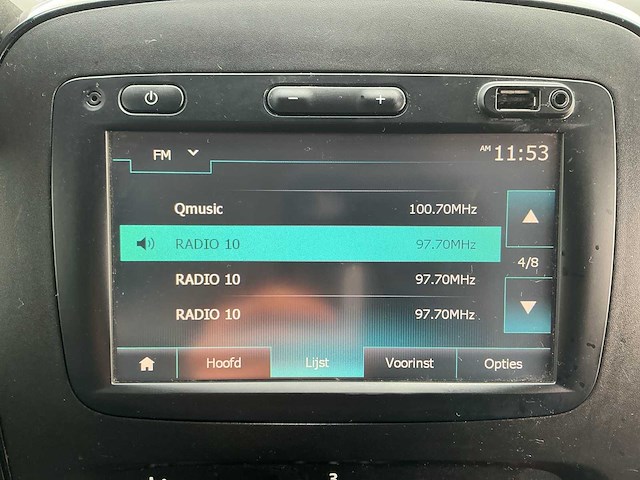 FM
AM 11:53
Qmusic 100.70MHz
RADIO 10 97.70MHz
4/8
RADIO 10 97.70MHz
RADIO 10 97.70MHz
Hoofd Lijst Voorinst Opties
3